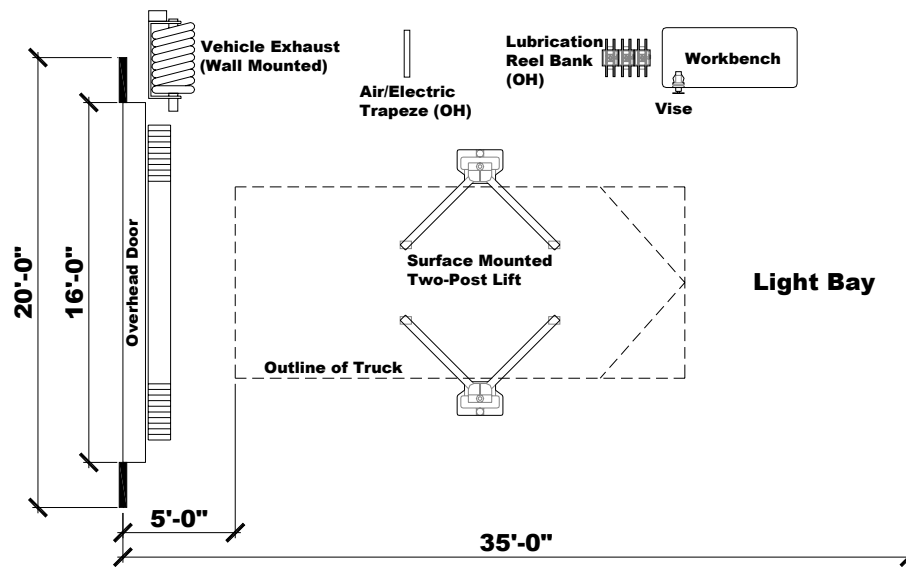 Vehicle Exhaust
(Wall Mounted)
Air/Electric
Trapeze (OH)
Lubrication
Reel Bank
(OH)
Workbench
Vise
20'-0"
16'-0"
Overhead Door
Surface Mounted
Two-Post Lift
Light Bay
Outline of Truck
5'-0"
35'-0"